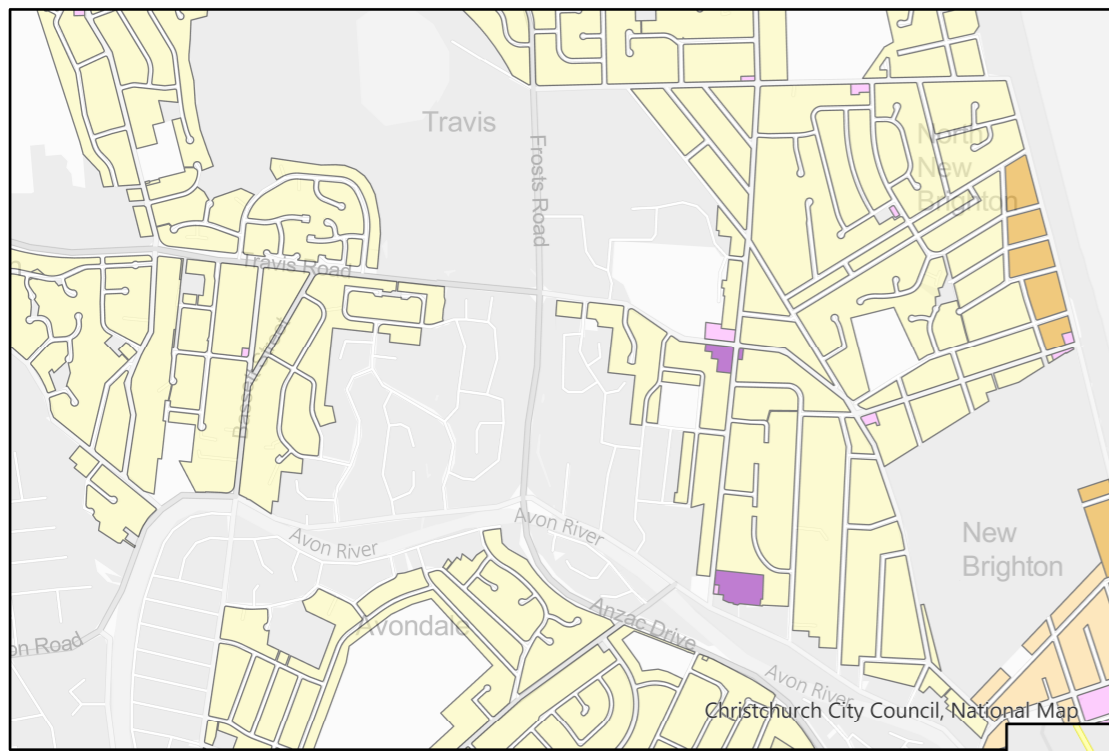 Travis
Frosts Road
North
New
Brighton
Travis Road
Avon River
Avon River
New
Brighton
Avondale
Anzac Drive
on Road
Avon River
Christchurch City Council, National Map